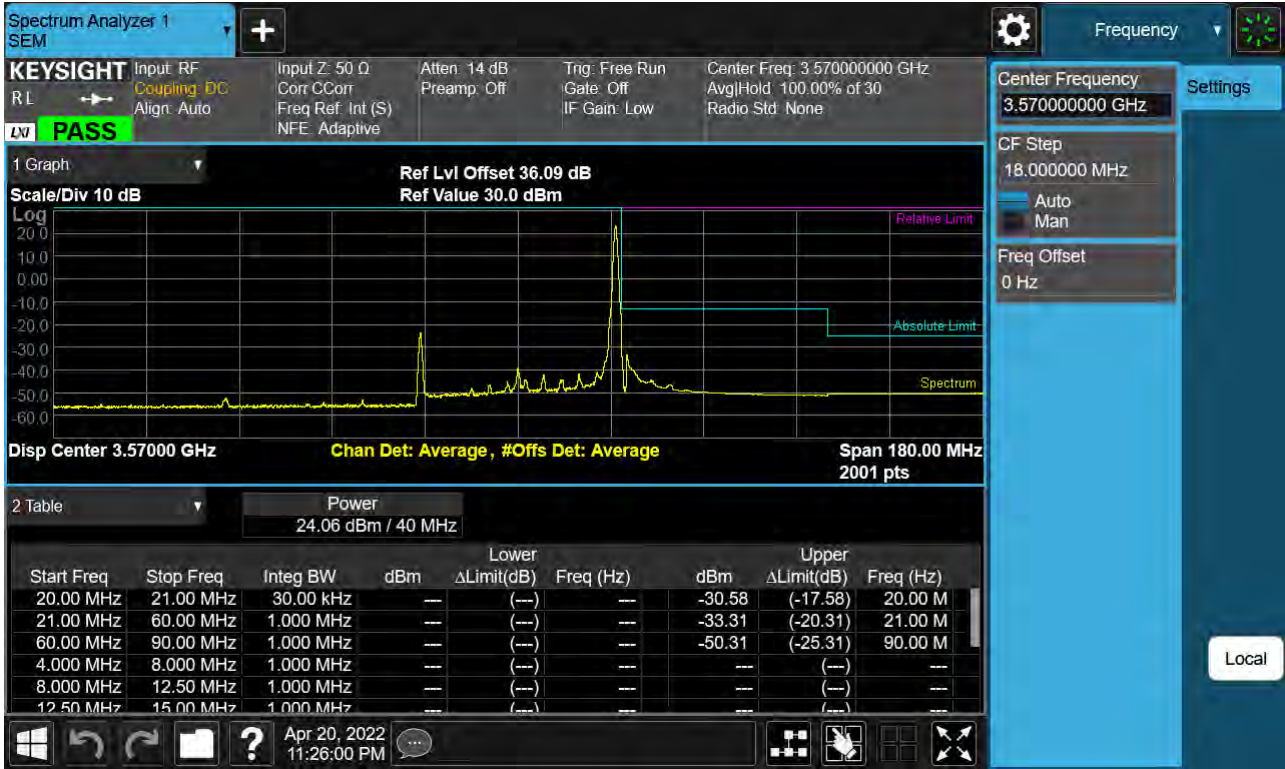 Spectrum Analyzer 1
SEM
Frequency
KEYSIGHT
RL
LXI
PASS
Input: RF
Coupling: DC
Align: Auto
Input Z: 50 Ω
Corr CCorr
Freq Ref: Int (S)
NFE: Adaptive
Atten: 14 dB
Preamp: Off
Trig: Free Run
Gate: Off
IF Gain: Low
Center Freq: 3.570000000 GHz
Avg|Hold: 100.00% of 30
Radio Std: None
Center Frequency
3.570000000 GHz
Settings
CF Step
18.000000 MHz
Auto
Man
Freq Offset
0 Hz
Local
1 Graph
Ref Lvl Offset 36.09 dB
Scale/Div 10 dB
Ref Value 30.0 dBm
Log
20.0
10.0
0.00
-10.0
-20.0
-30.0
-40.0
-50.0
-60.0
Relative Limit
Absolute Limit
Spectrum
Disp Center 3.57000 GHz
Chan Det: Average, #Offs Det: Average
Span 180.00 MHz
2001 pts
2 Table
Power
24.06 dBm / 40 MHz
Lower Upper
Start Freq Stop Freq Integ BW dBm ΔLimit(dB) Freq (Hz) dBm ΔLimit(dB) Freq (Hz)
20.00 MHz 21.00 MHz 30.00 kHz --- (---) --- -30.58 (-17.58) 20.00 M
21.00 MHz 60.00 MHz 1.000 MHz --- (---) --- -33.31 (-20.31) 21.00 M
60.00 MHz 90.00 MHz 1.000 MHz --- (---) --- -50.31 (-25.31) 90.00 M
4.000 MHz 8.000 MHz 1.000 MHz --- (---) --- --- (---) ---
8.000 MHz 12.50 MHz 1.000 MHz --- (---) --- --- (---) ---
12.50 MHz 15.00 MHz 1.000 MHz --- (---) --- --- (---) ---
?
Apr 20, 2022
11:26:00 PM